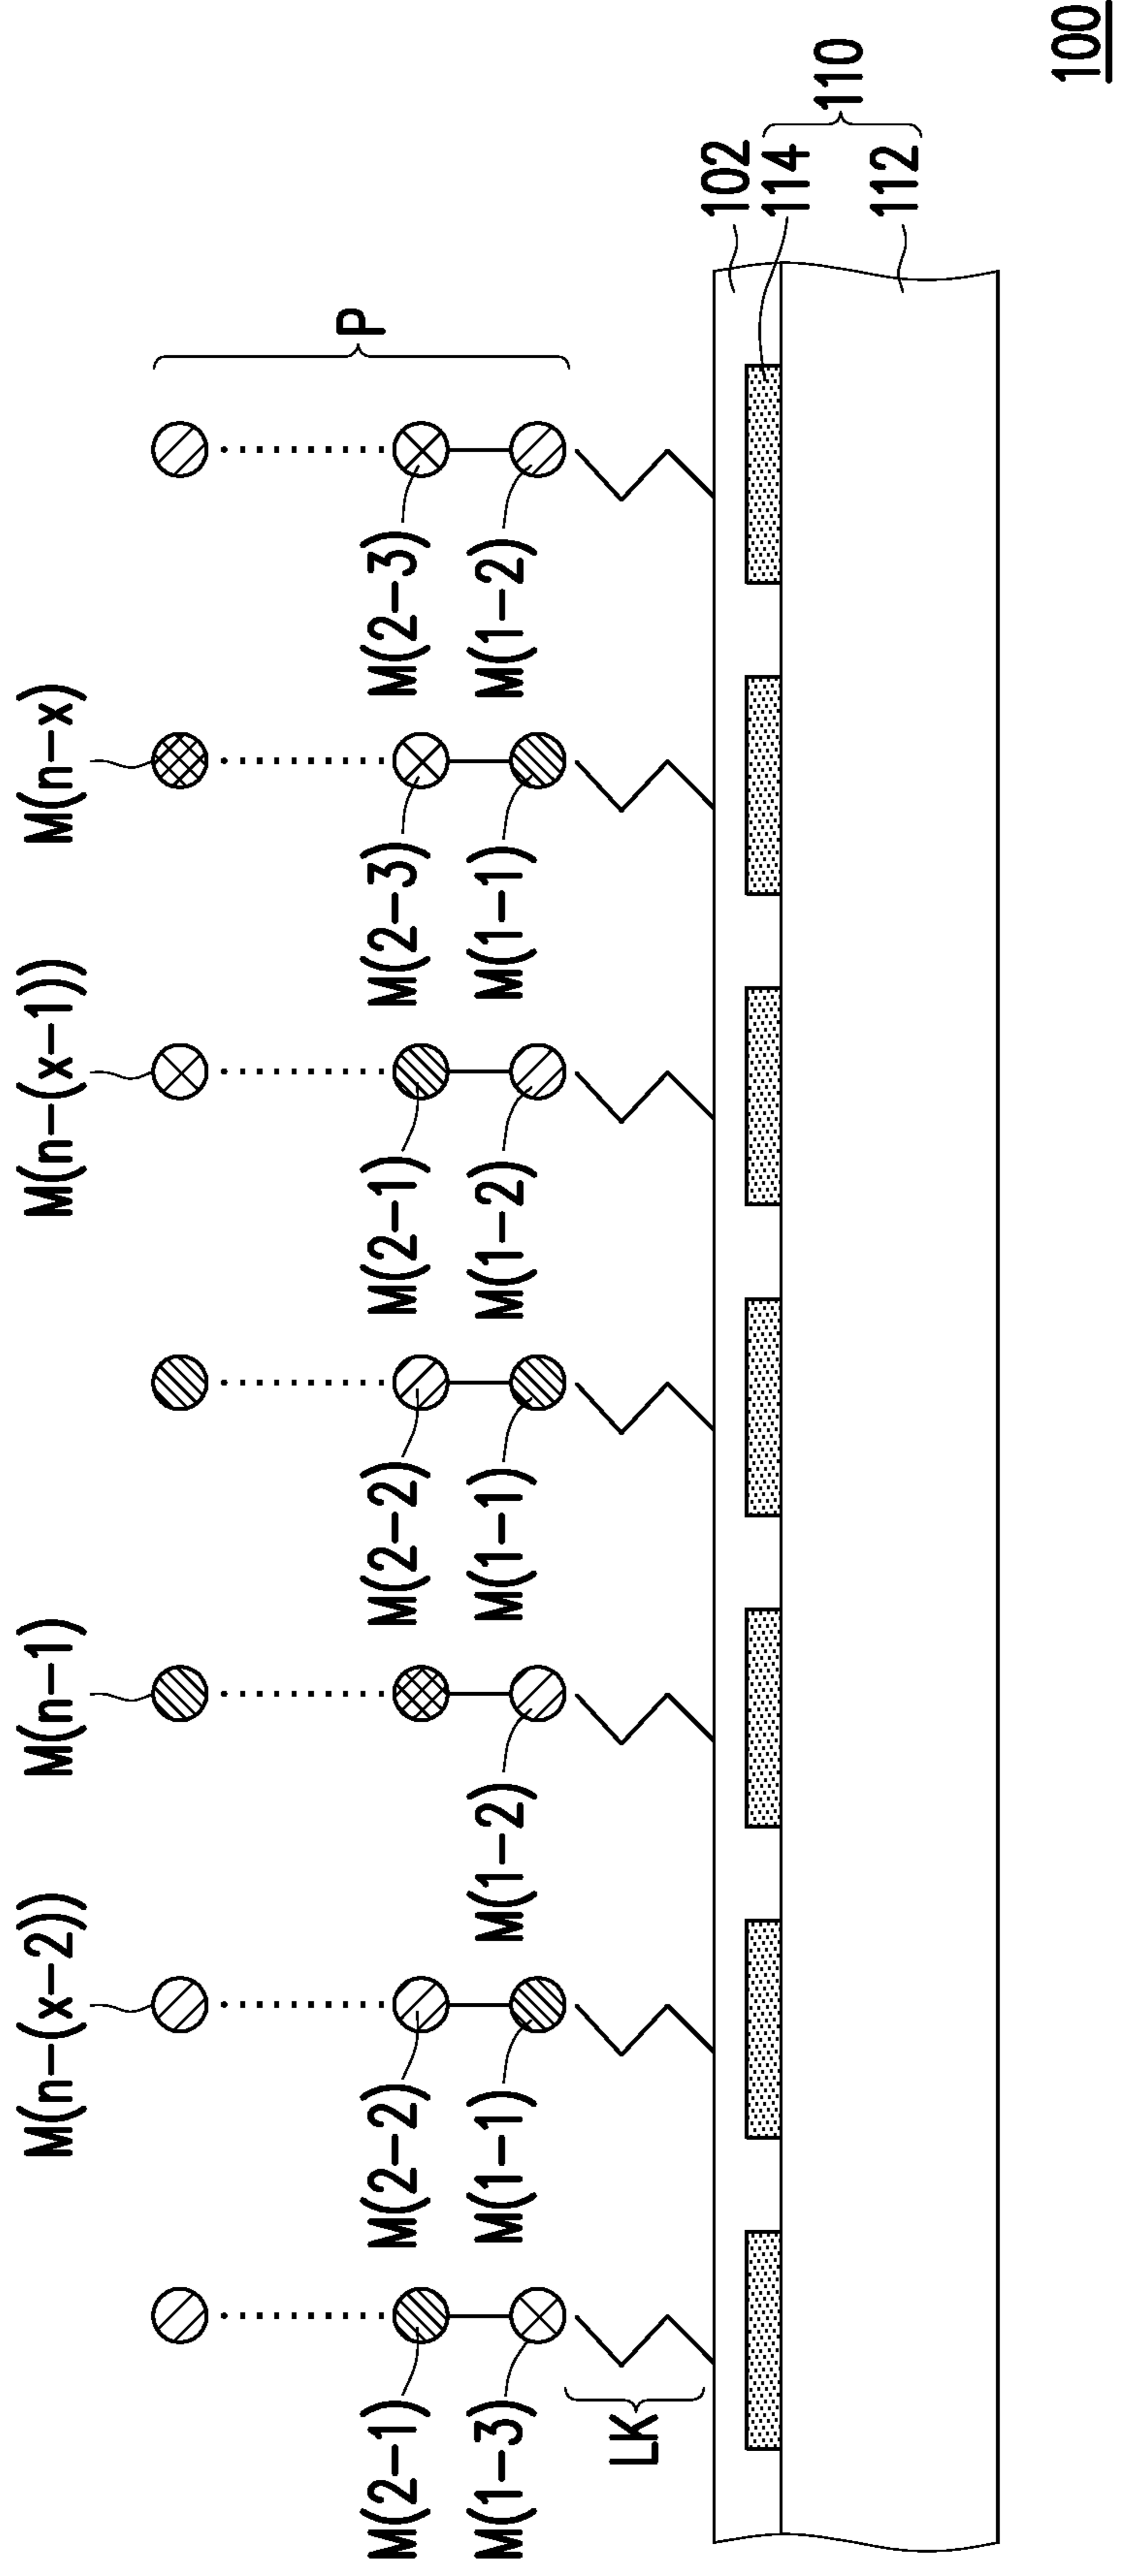 M(n-(x-2))
M(n-1)
M(n-(x-1))
M(n-x)
P
M(2-1)
M(2-2)
M(2-2)
M(2-1)
M(2-3)
M(2-3)
M(1-3)
M(1-1)
M(1-2)
M(1-1)
M(1-2)
M(1-1)
M(1-2)
LK
102
114
110
112
100